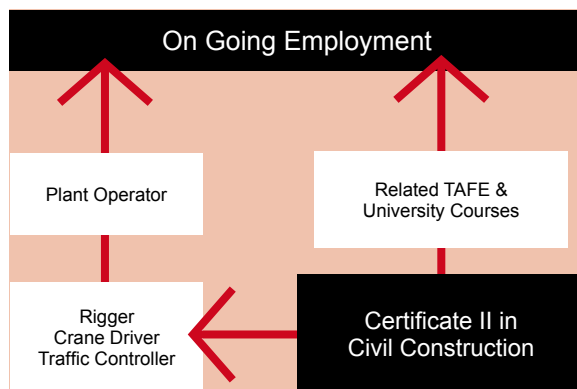 On Going Employment
Plant Operator
Related TAFE &
University Courses
Rigger
Crane Driver
Traffic Controller
Certificate II in
Civil Construction